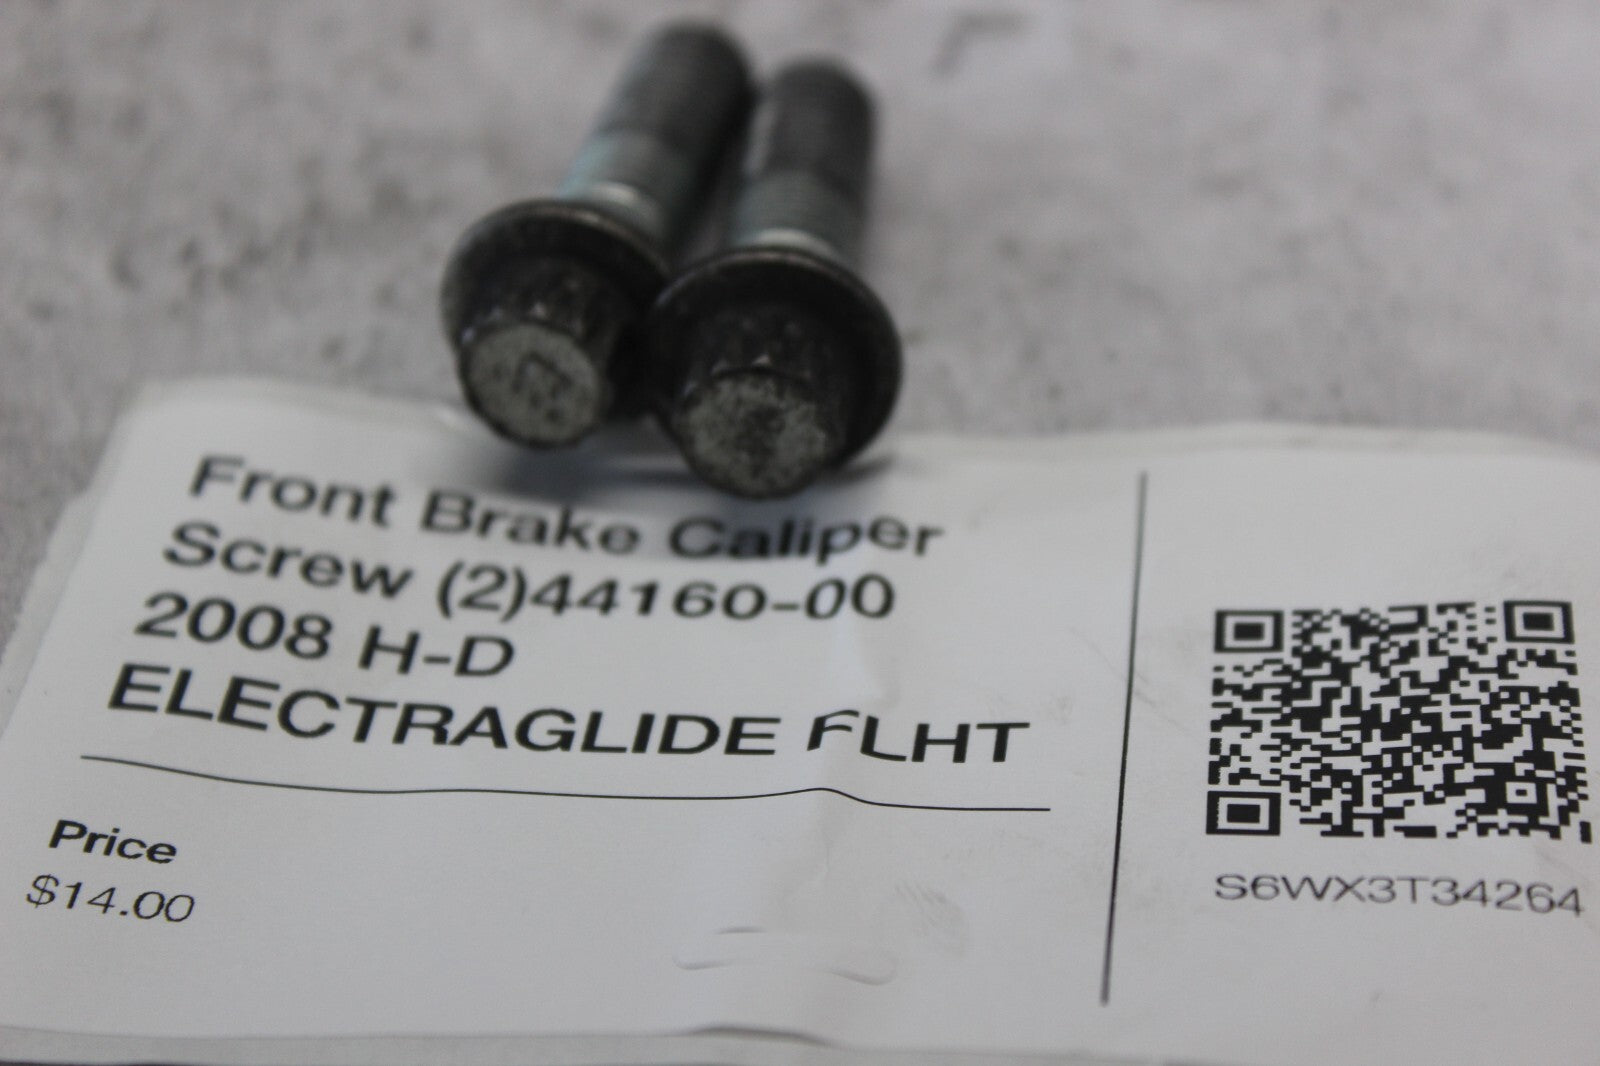 Front Brake Caliper
Screw (2)44160-00
2008 H-D
ELECTRAGLIDE FLHT
Price
$14.00
S6WX3T34264